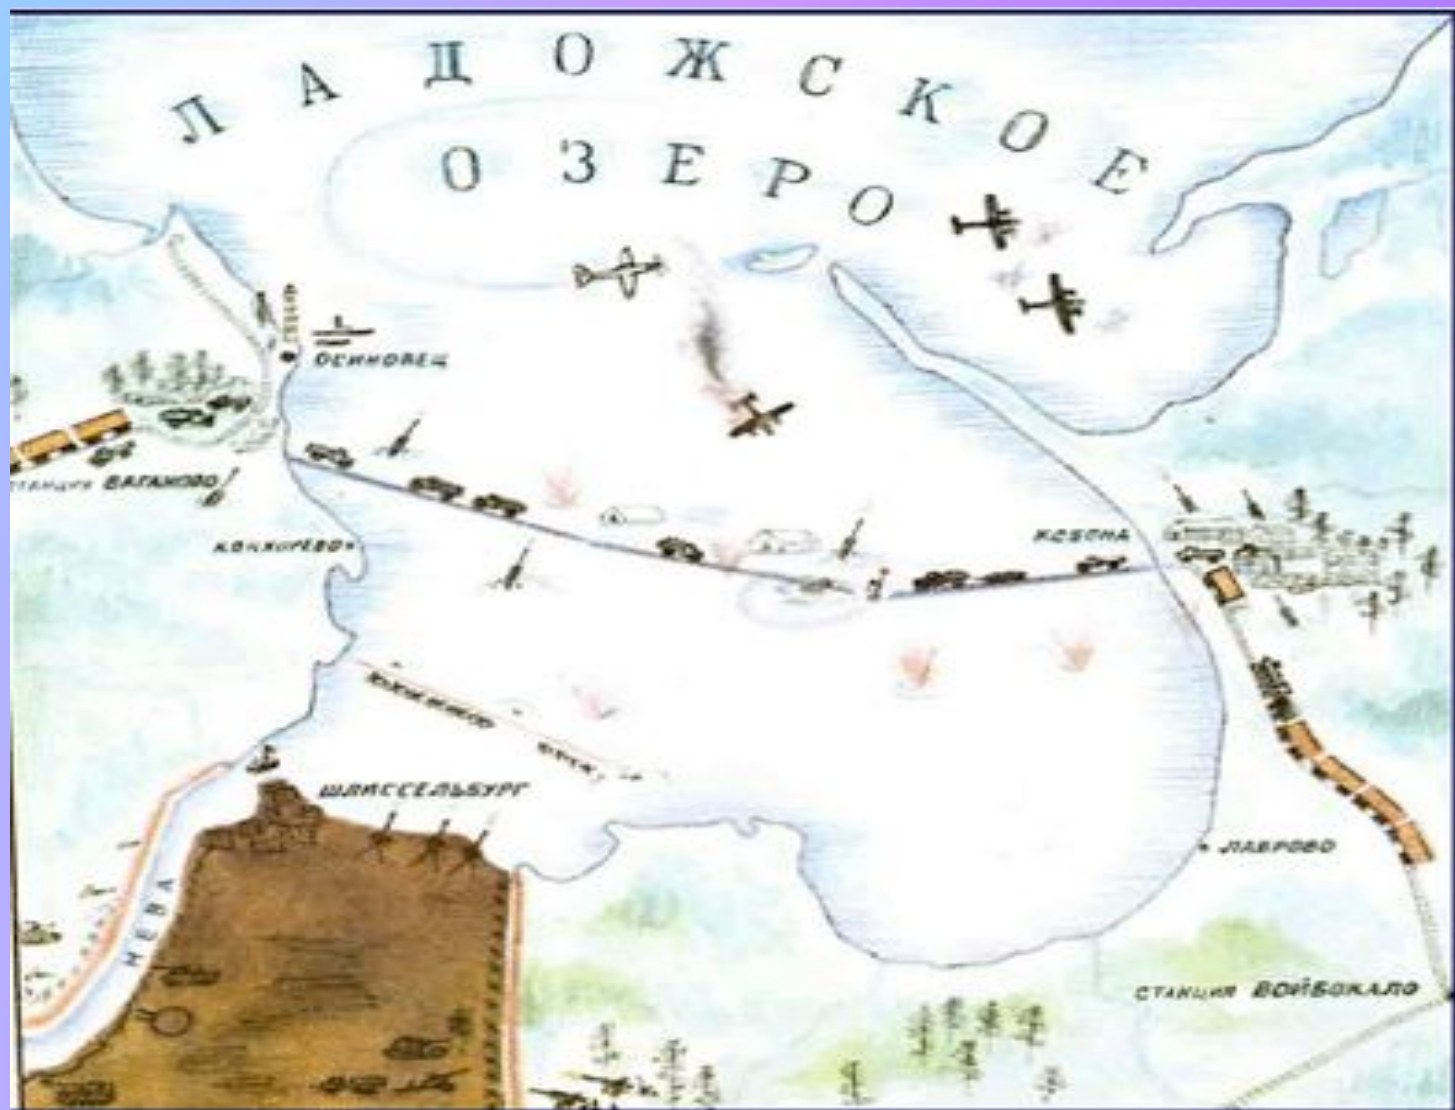 ЛАДОЖСКОЕ
ОЗЕРО
ОСИНОВЕЦ
СТАНЦИЯ ВАГАНОВО
КОККОРЕВО
КОБОНА
ШЛИССЕЛЬБУРГ
НЕВА
ЛАВРОВО
СТАНЦИЯ ВОЙБОКАЛО